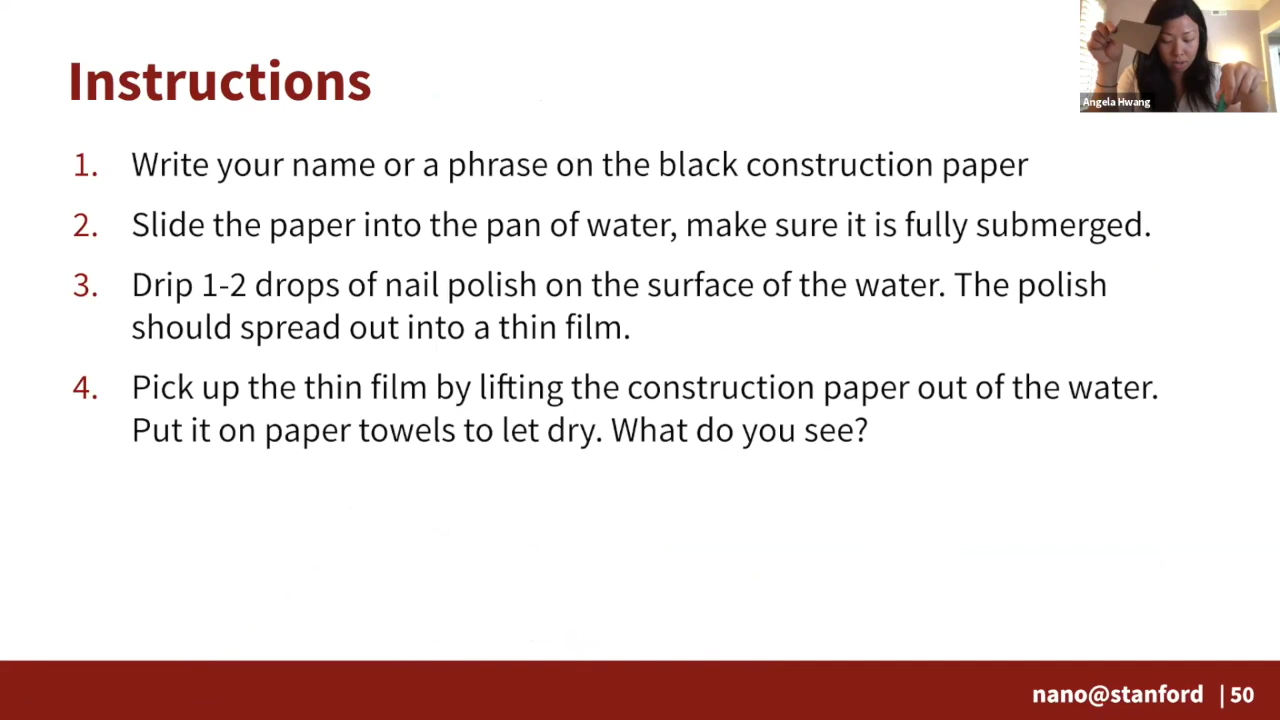 Instructions
Angela Hwang
1. Write your name or a phrase on the black construction paper
2. Slide the paper into the pan of water, make sure it is fully submerged.
3. Drip 1-2 drops of nail polish on the surface of the water. The polish
should spread out into a thin film.
4. Pick up the thin film by lifting the construction paper out of the water.
Put it on paper towels to let dry. What do you see?
nano@stanford | 50